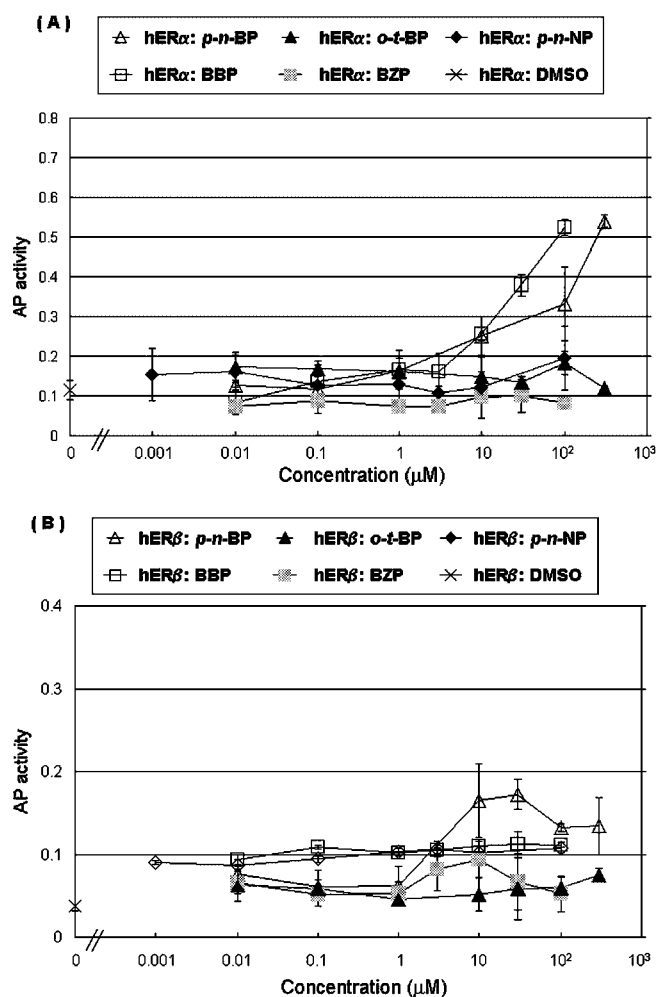 ( A )
hERα: p-n-BP hERα: o-t-BP hERα: p-n-NP
hERα: BBP hERα: BZP hERα: DMSO
0.8
0.7
0.6
0.5
0.4
0.3
0.2
0.1
0
AP activity
0 0.001 0.01 0.1 1 10 10² 10³
Concentration (µM)
( B )
hERβ: p-n-BP hERβ: o-t-BP hERβ: p-n-NP
hERβ: BBP hERβ: BZP hERβ: DMSO
0.4
0.3
0.2
0.1
0
AP activity
0 0.001 0.01 0.1 1 10 10² 10³
Concentration (µM)